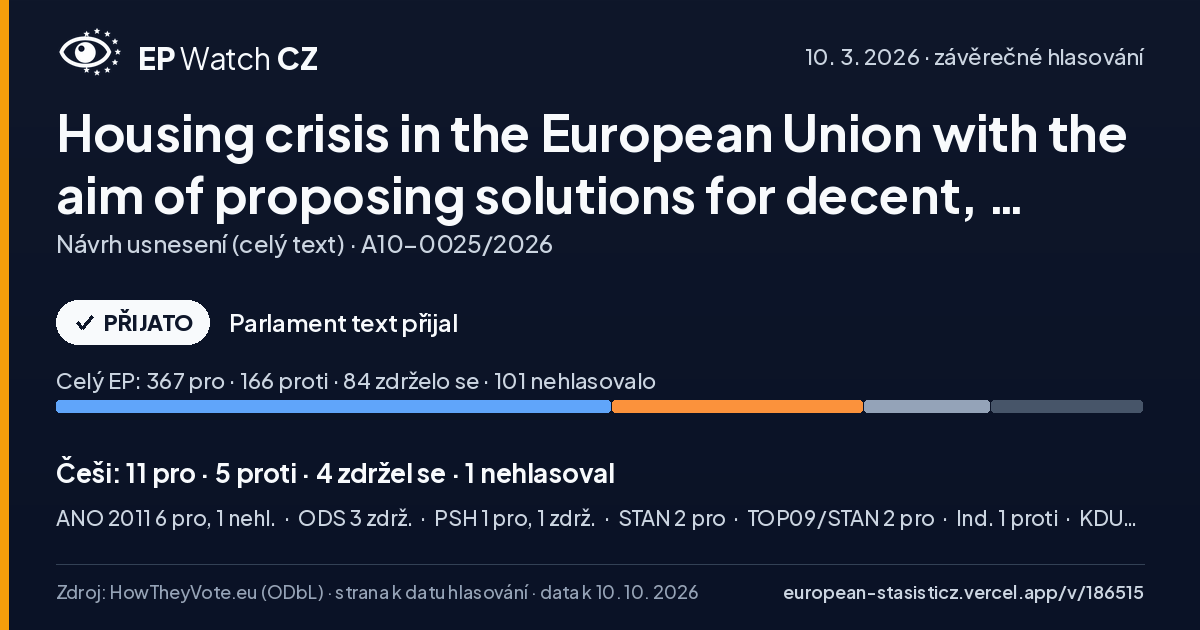 EP Watch CZ
10. 3. 2026 · závěrečné hlasování
Housing crisis in the European Union with the
aim of proposing solutions for decent, …
Návrh usnesení (celý text) · A10–0025/2026
✓ PŘIJATO
Parlament text přijal
Celý EP: 367 pro · 166 proti · 84 zdrželo se · 101 nehlasovalo
Češi: 11 pro · 5 proti · 4 zdržel se · 1 nehlasoval
ANO 2011 6 pro, 1 nehl. · ODS 3 zdrž. · PSH 1 pro, 1 zdrž. · STAN 2 pro · TOP09/STAN 2 pro · Ind. 1 proti · KDU…
Zdroj: HowTheyVote.eu (ODbL) · strana k datu hlasování · data k 10. 10. 2026
european-stasisticz.vercel.app/v/186515